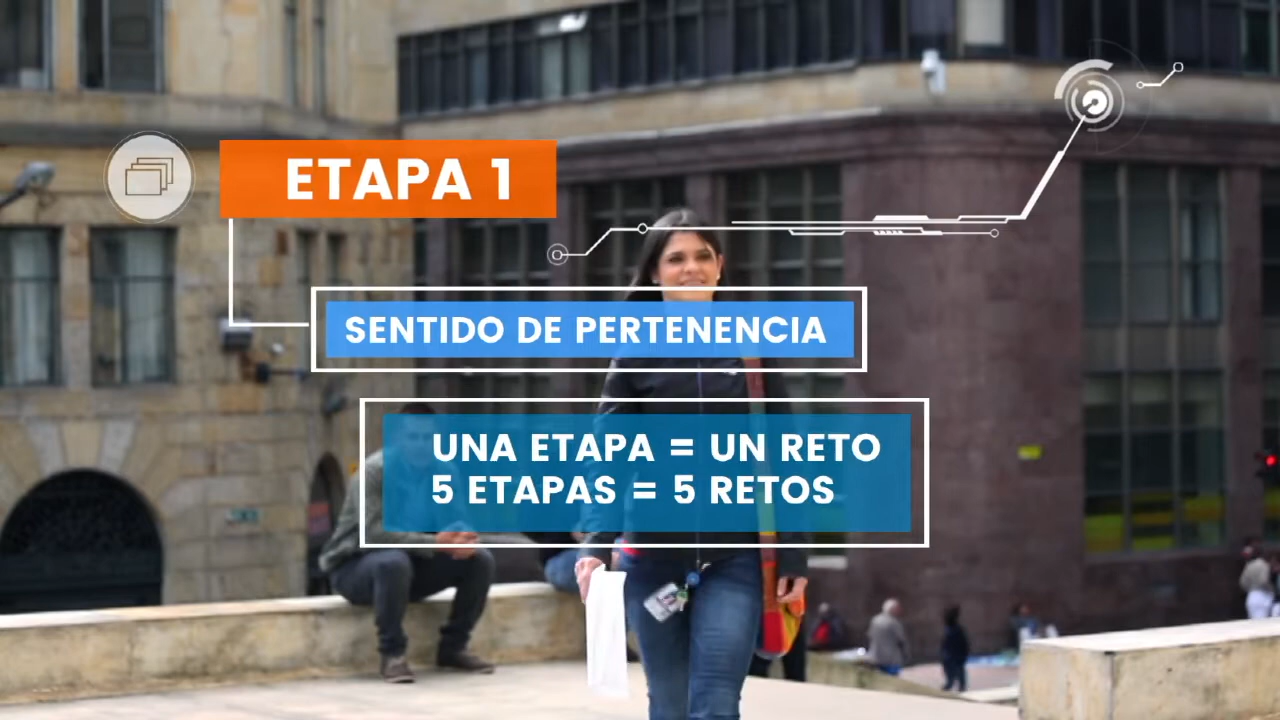 ETAPA 1
SENTIDO DE PERTENENCIA
UNA ETAPA = UN RETO
5 ETAPAS = 5 RETOS